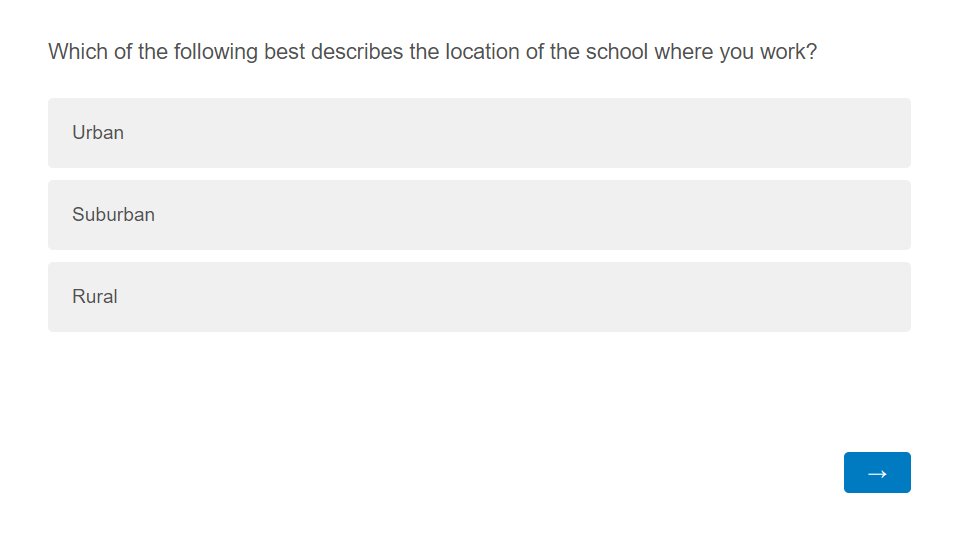 Which of the following best describes the location of the school where you work?
Urban
Suburban
Rural
→